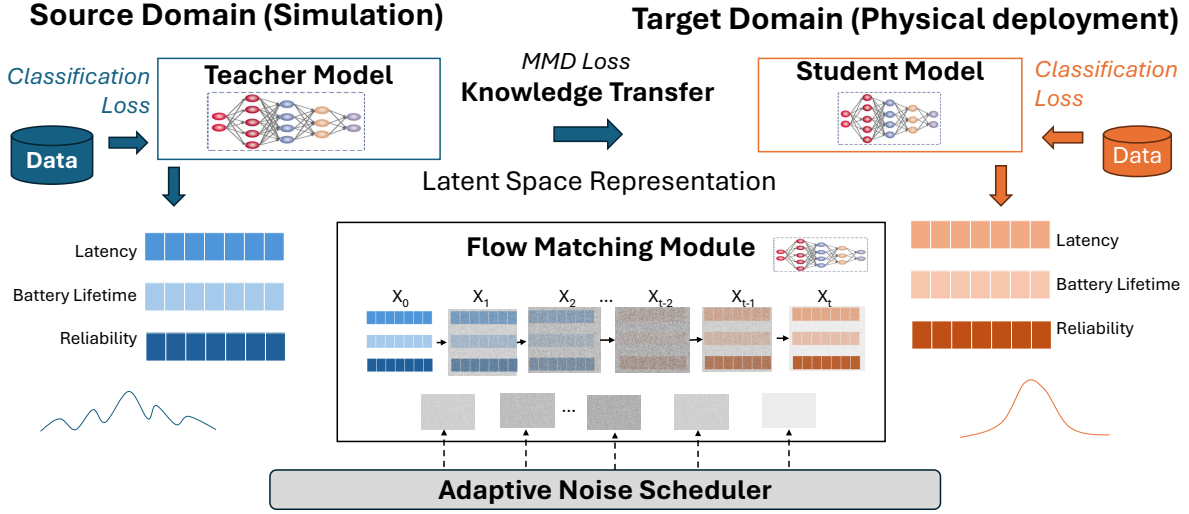 Source Domain (Simulation)
Target Domain (Physical deployment)
Classification
Loss
Data
Teacher Model
MMD Loss
Knowledge Transfer
Latent Space Representation
Student Model
Classification
Loss
Data
Latency
Battery Lifetime
Reliability
Flow Matching Module
X₀
X₁
X₂
...
Xₜ₋₂
Xₜ₋₁
Xₜ
...
Latency
Battery Lifetime
Reliability
Adaptive Noise Scheduler